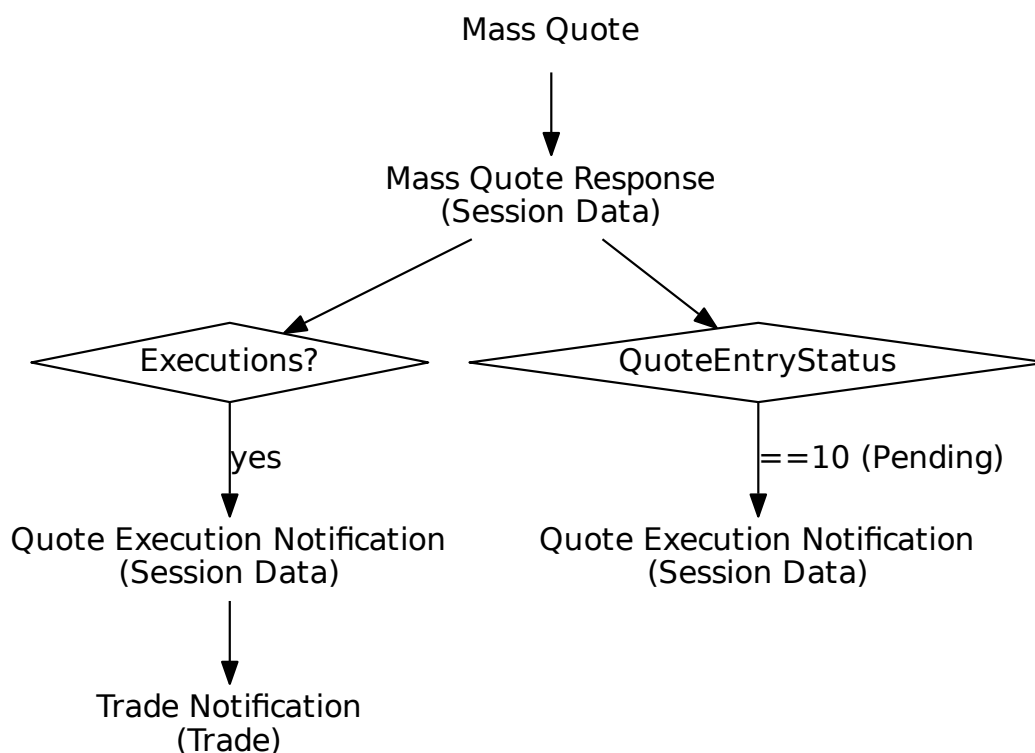 Mass Quote
Mass Quote Response
(Session Data)
Executions?
QuoteEntryStatus
yes
==10 (Pending)
Quote Execution Notification
(Session Data)
Quote Execution Notification
(Session Data)
Trade Notification
(Trade)